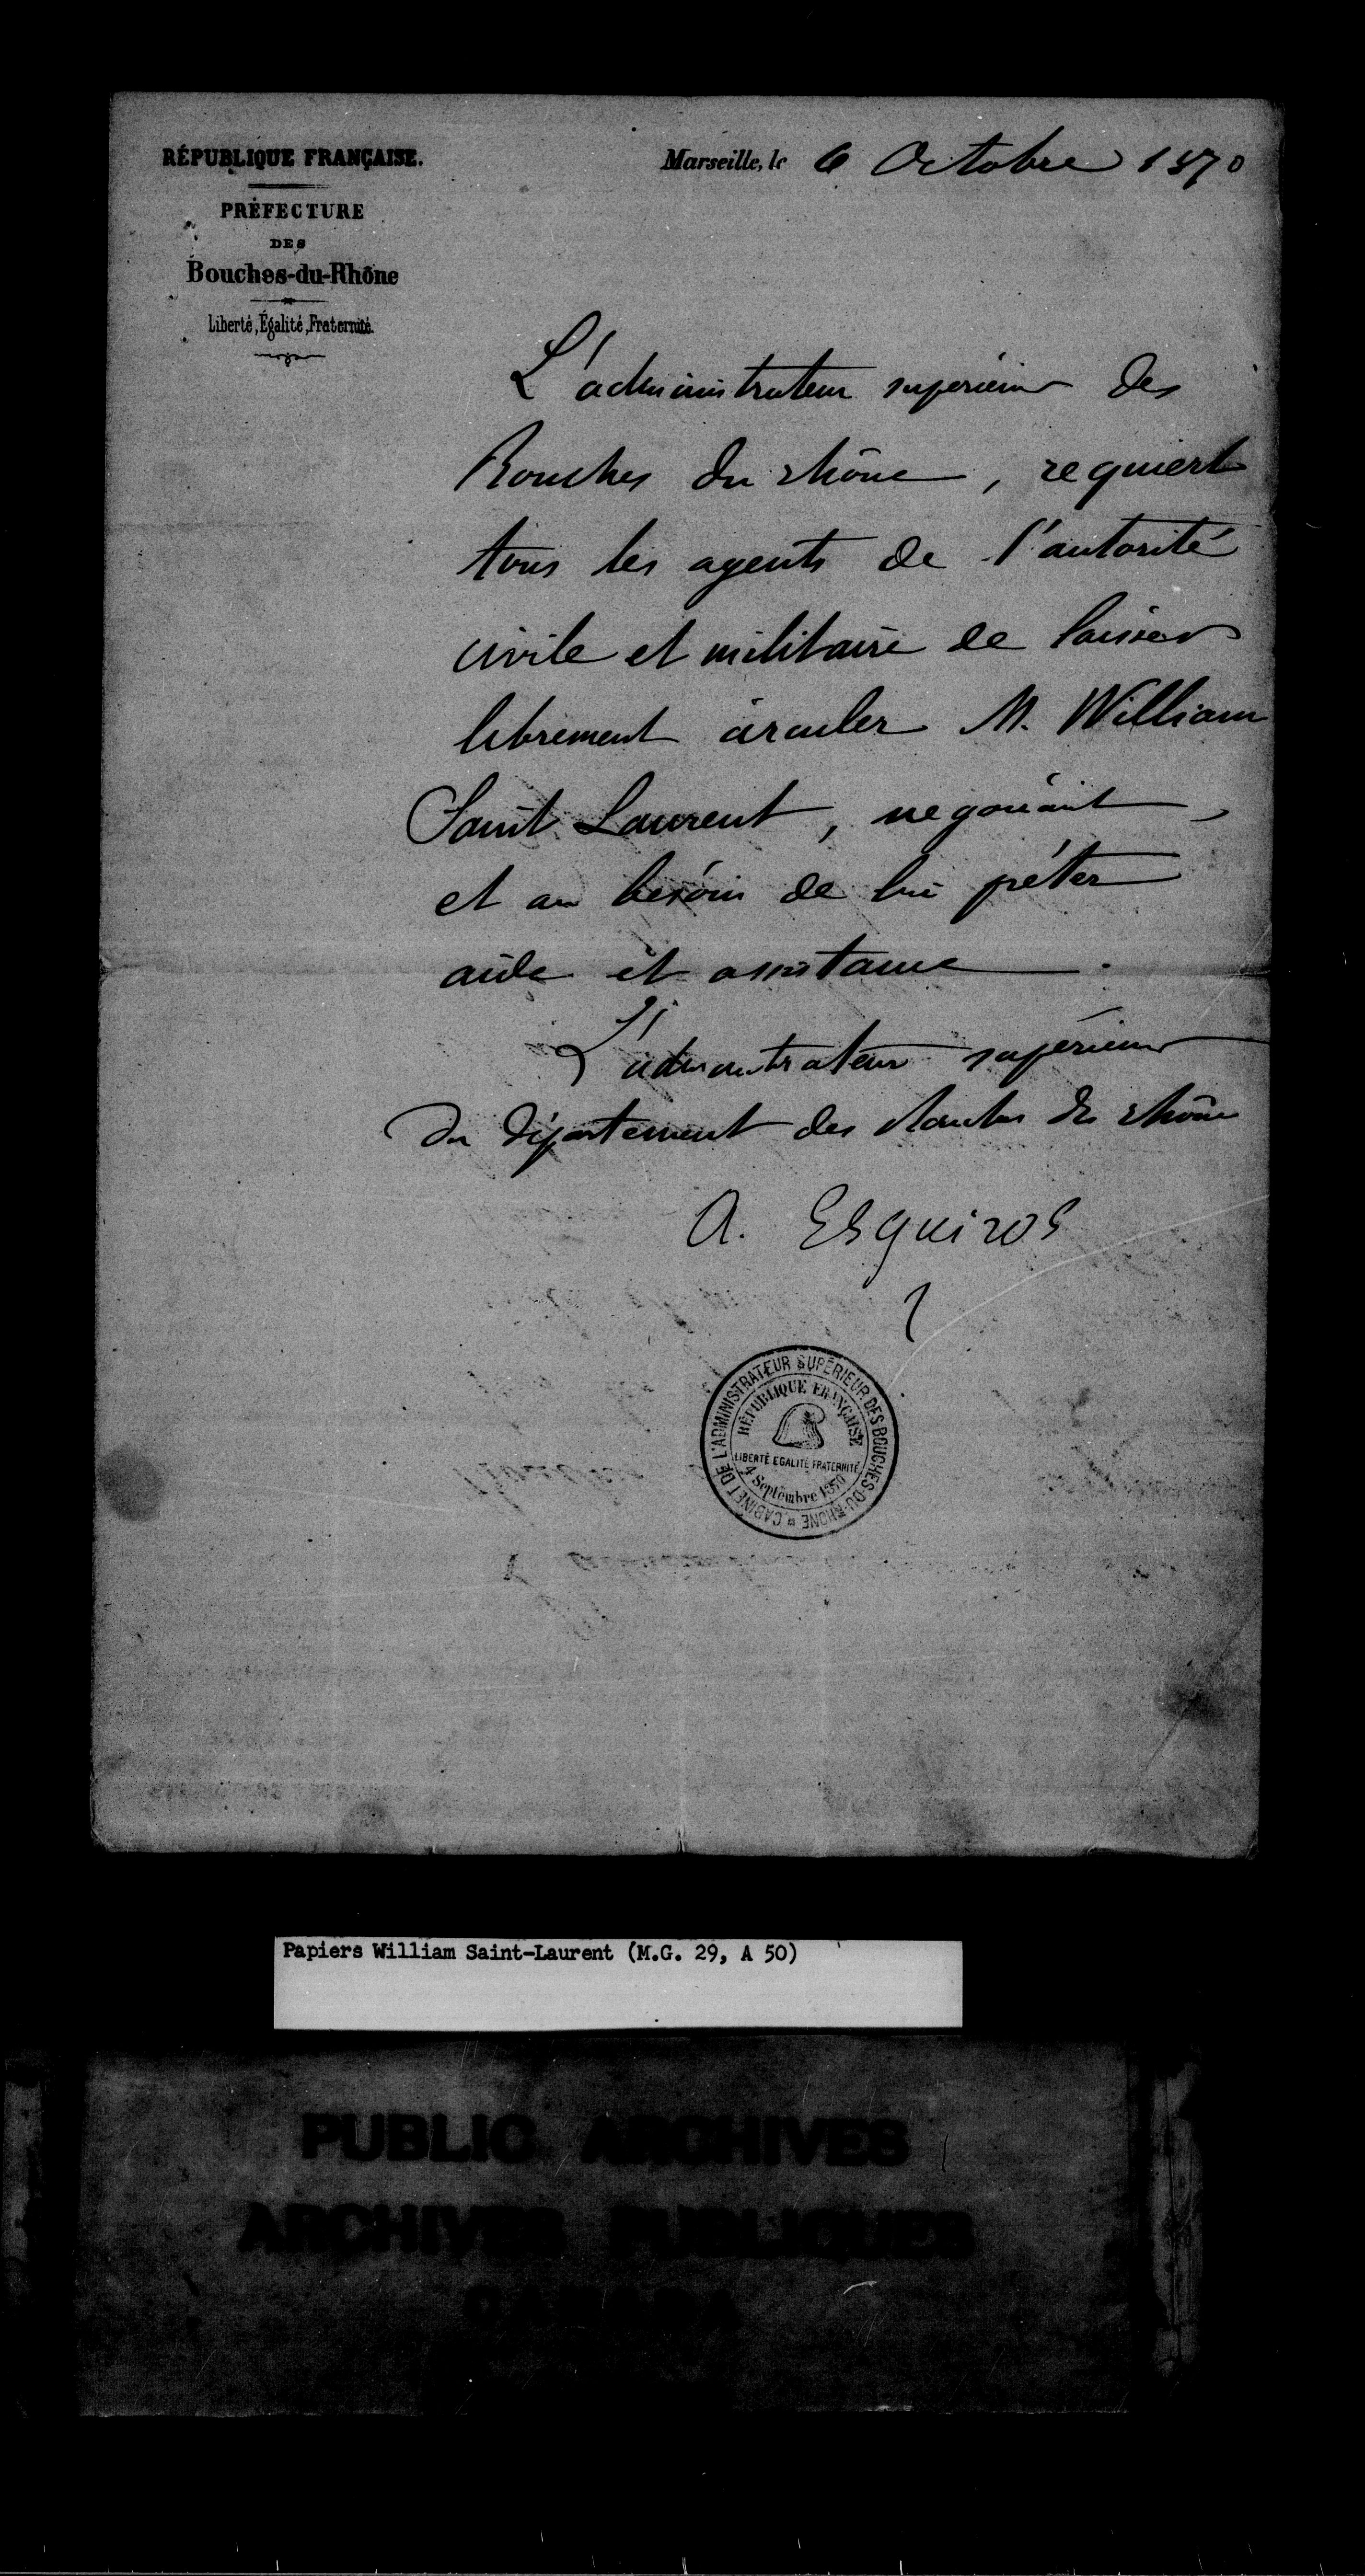 RÉPUBLIQUE FRANÇAISE.
PRÉFECTURE
DES
Bouches-du-Rhône
Liberté, Égalité, Fraternité.
Marseille, le 6 Octobre 1870
L'administrateur superieur des
Bouches du rhône, requiert
tous les agents de l'autorité
civile et militaire de laisser
librement circuler M. William
Saint Laurent, negociant,
et au besoin de lui prêter
aide et assistance.
L'administrateur supérieur
du département des Bouches du rhône
A. Esquiros
CABINET DE L'ADMINISTRATEUR SUPÉRIEUR DES BOUCHES-DU-RHÔNE
RÉPUBLIQUE FRANÇAISE
LIBERTÉ EGALITÉ FRATERNITÉ
4 Septembre 1870
Papiers William Saint-Laurent (M.G. 29, A 50)
PUBLIC ARCHIVES
ARCHIVES PUBLIQUES
CANADA